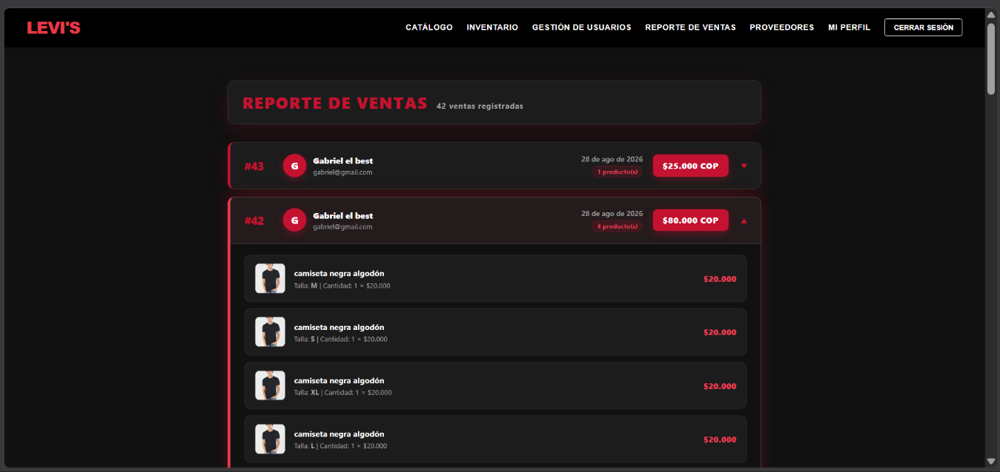 LEVI'S
CATÁLOGO INVENTARIO GESTIÓN DE USUARIOS REPORTE DE VENTAS PROVEEDORES MI PERFIL CERRAR SESIÓN
REPORTE DE VENTAS 42 ventas registradas
#43
G
Gabriel el best
gabriel@gmail.com
28 de ago de 2026
1 producto(s)
$25.000 COP
▼
#42
G
Gabriel el best
gabriel@gmail.com
28 de ago de 2026
4 producto(s)
$80.000 COP
▲
camiseta negra algodón
Talla: M | Cantidad: 1 × $20.000
$20.000
camiseta negra algodón
Talla: S | Cantidad: 1 × $20.000
$20.000
camiseta negra algodón
Talla: XL | Cantidad: 1 × $20.000
$20.000
camiseta negra algodón
Talla: L | Cantidad: 1 × $20.000
$20.000